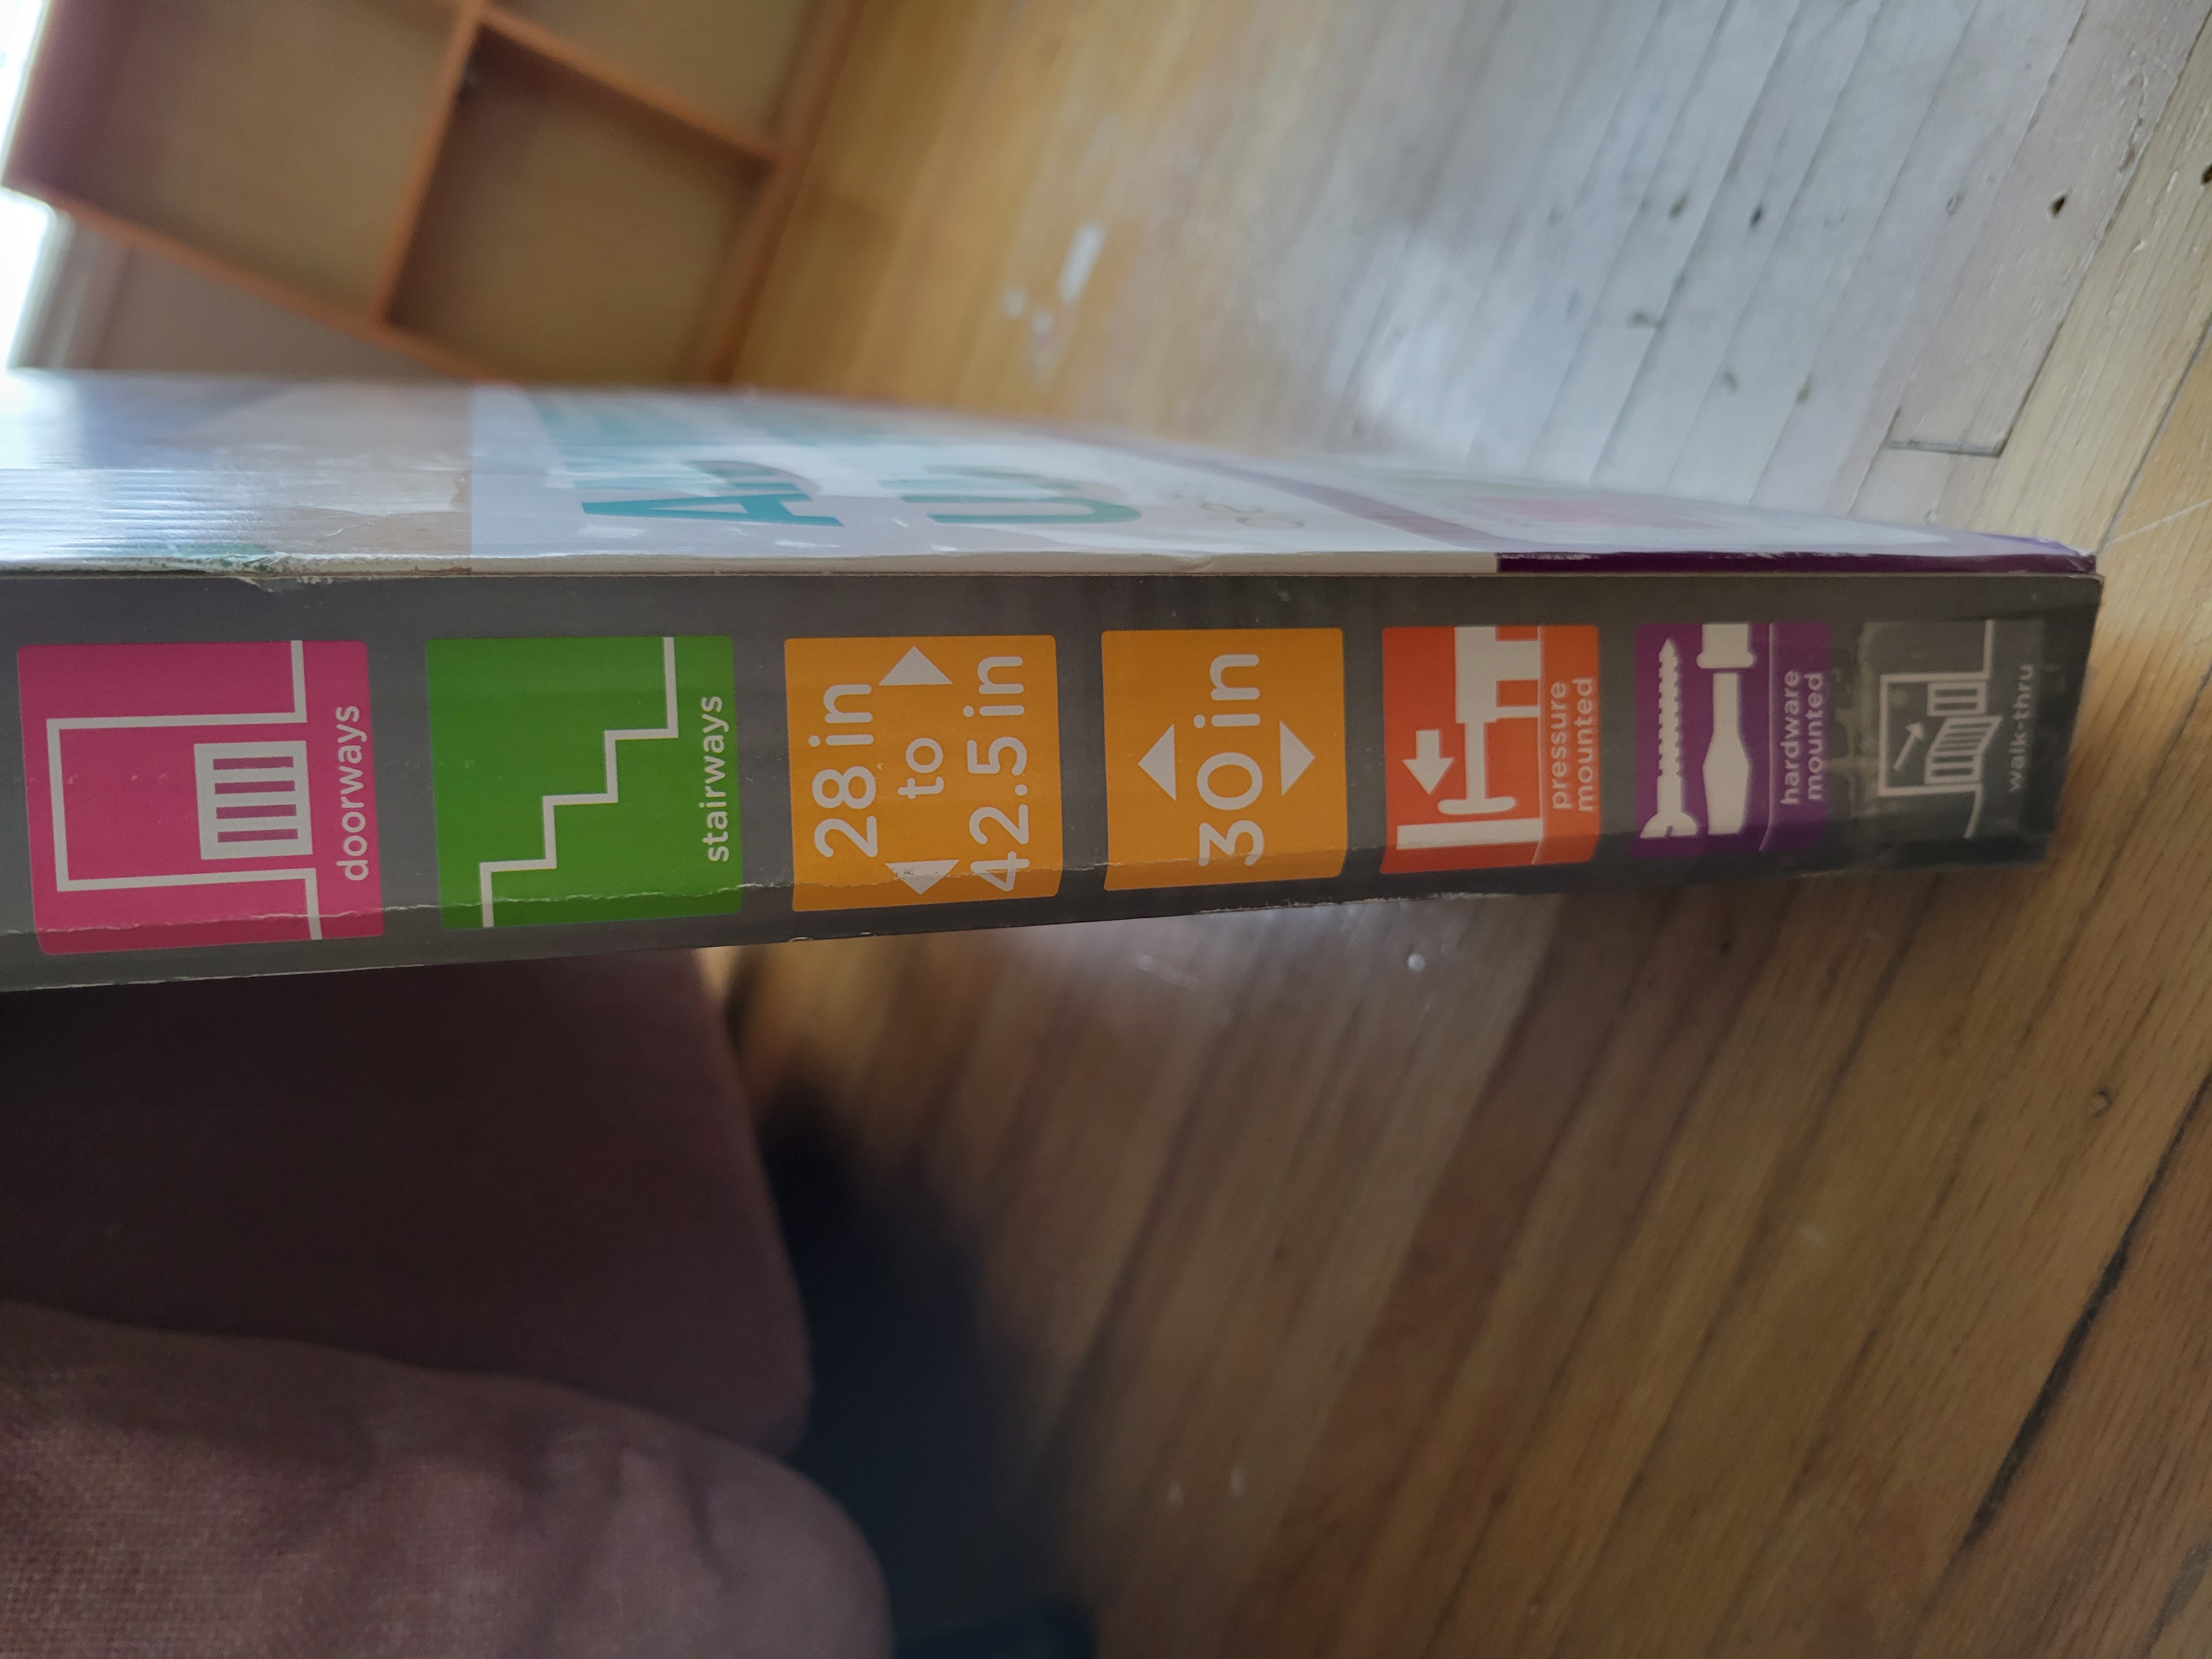 doorways
stairways
28 in
to
42.5 in
30 in
pressure
mounted
hardware
mounted
walk-thru